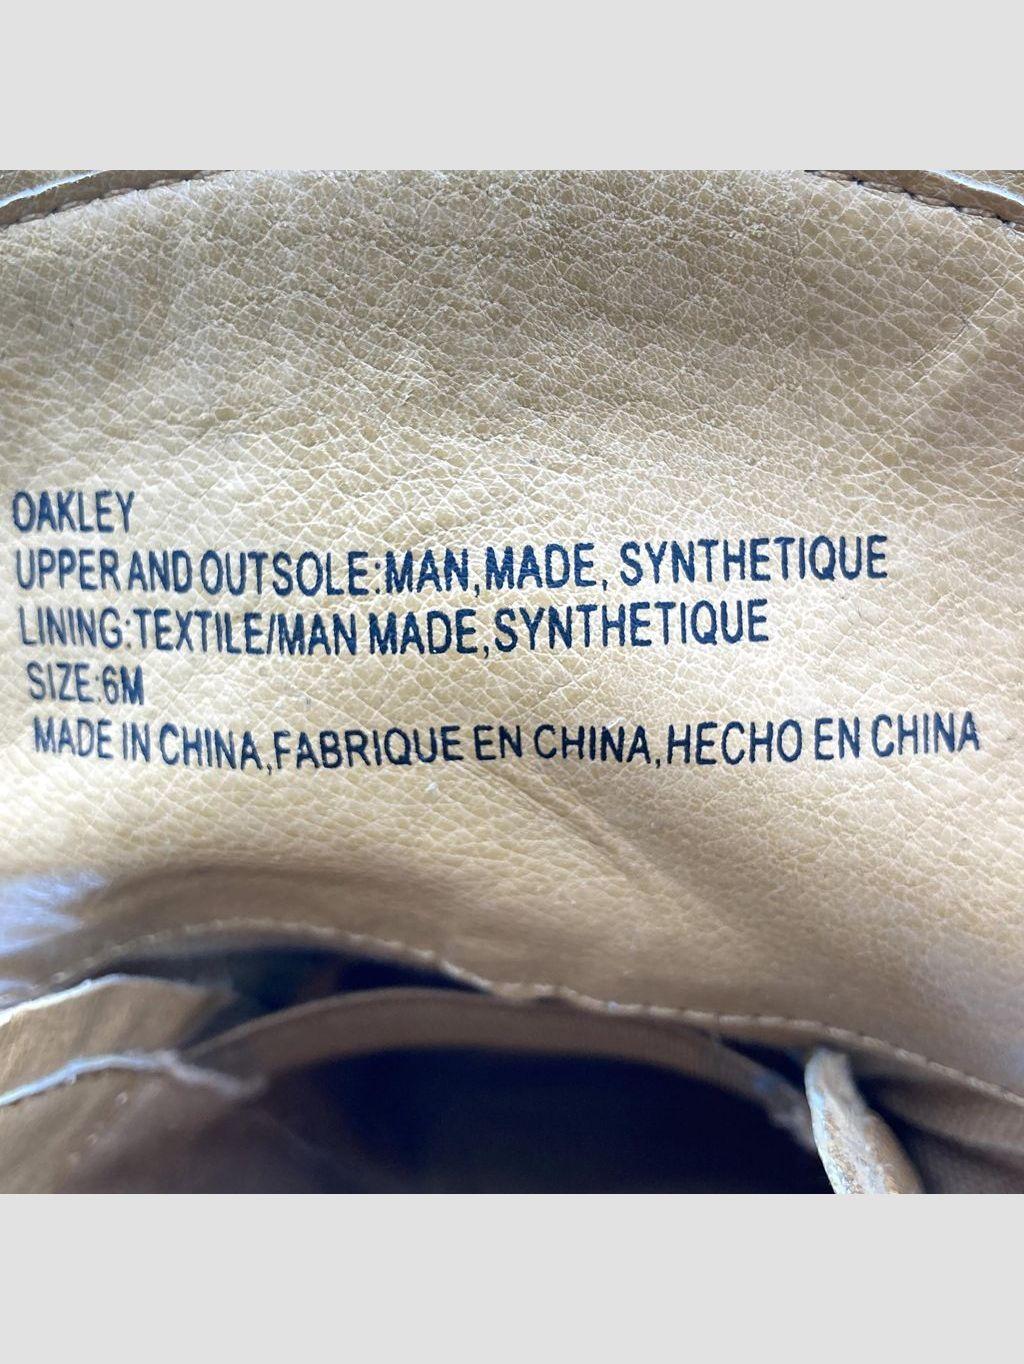 OAKLEY
UPPER AND OUTSOLE:MAN,MADE, SYNTHETIQUE
LINING:TEXTILE/MAN MADE,SYNTHETIQUE
SIZE:6M
MADE IN CHINA,FABRIQUE EN CHINA,HECHO EN CHINA